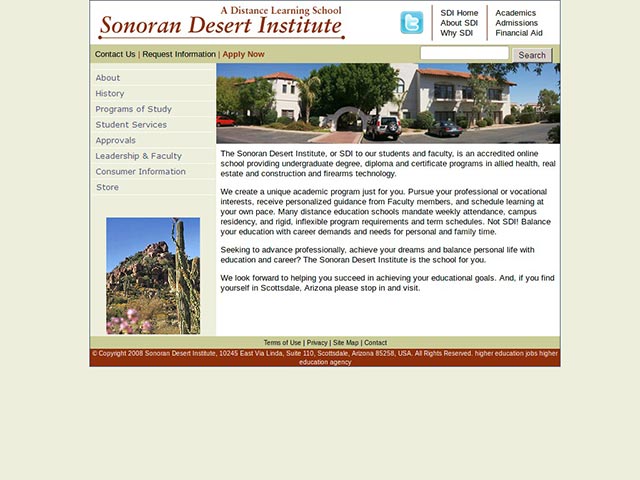 A Distance Learning School
Sonoran Desert Institute
SDI Home
About SDI
Why SDI
Academics
Admissions
Financial Aid
Contact Us | Request Information | Apply Now
Search
About
History
Programs of Study
Student Services
Approvals
Leadership & Faculty
Consumer Information
Store
The Sonoran Desert Institute, or SDI to our students and faculty, is an accredited online
school providing undergraduate degree, diploma and certificate programs in allied health, real
estate and construction and firearms technology.
We create a unique academic program just for you. Pursue your professional or vocational
interests, receive personalized guidance from Faculty members, and schedule learning at
your own pace. Many distance education schools mandate weekly attendance, campus
residency, and rigid, inflexible program requirements and term schedules. Not SDI! Balance
your education with career demands and needs for personal and family time.
Seeking to advance professionally, achieve your dreams and balance personal life with
education and career? The Sonoran Desert Institute is the school for you.
We look forward to helping you succeed in achieving your educational goals. And, if you find
yourself in Scottsdale, Arizona please stop in and visit.
Terms of Use | Privacy | Site Map | Contact
© Copyright 2008 Sonoran Desert Institute, 10245 East Via Linda, Suite 110, Scottsdale, Arizona 85258, USA. All Rights Reserved. higher education jobs higher
education agency